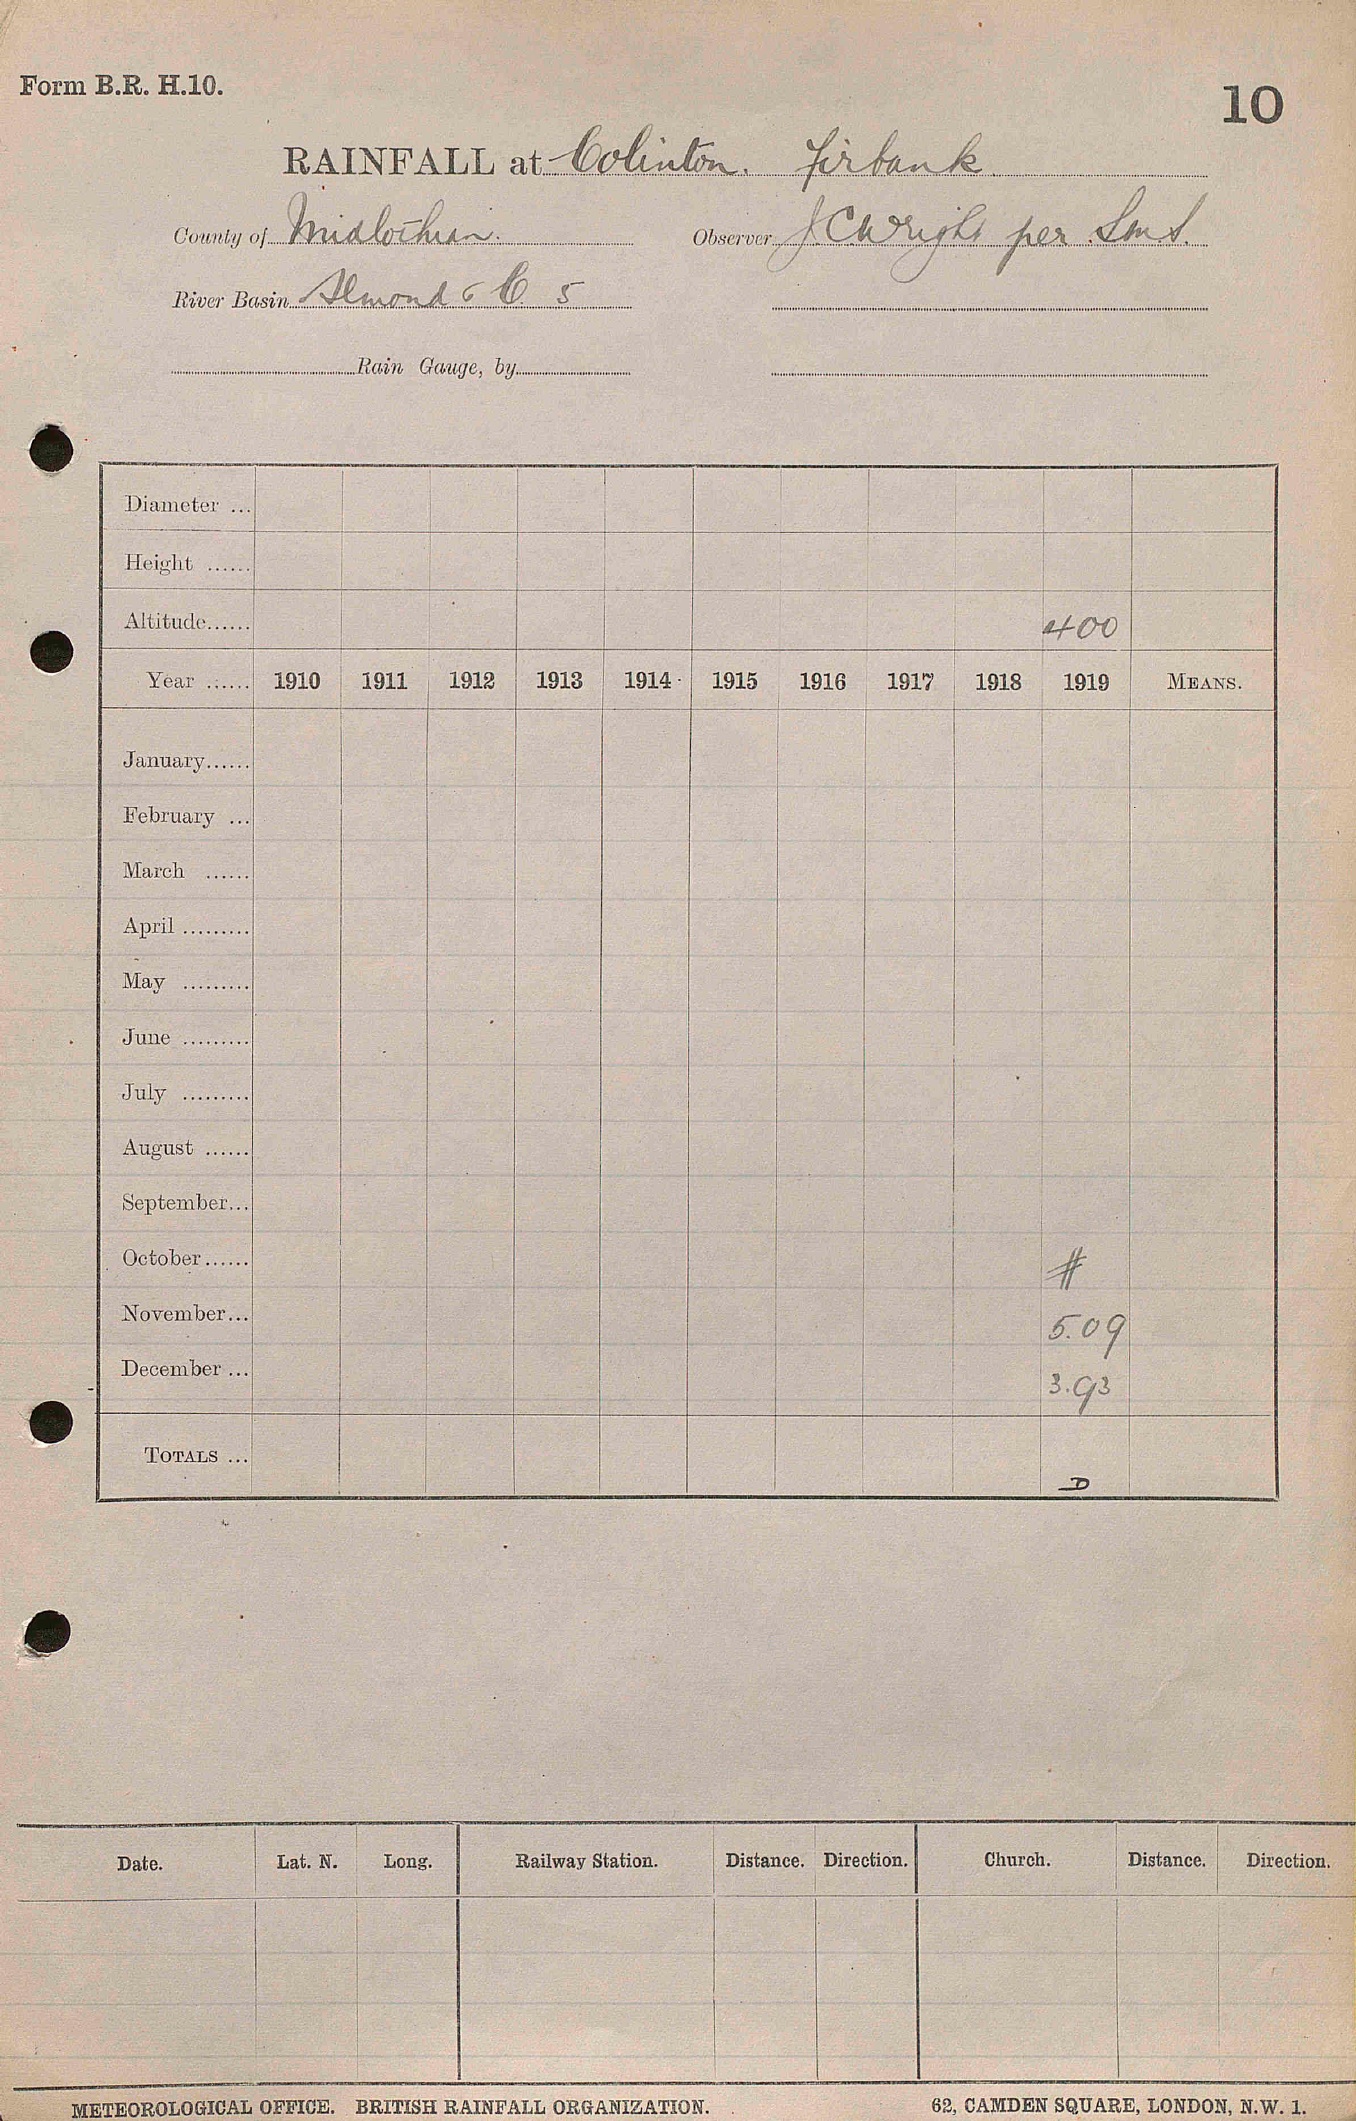 Form B.R. H.10.
10
RAINFALL at Colinton. Firbank
County of Midlothian. Observer J C Wright per S.m.S.
River Basin Almond & C. 5
Rain Gauge, by
Diameter ...
Height ......
Altitude...... 400
Year ...... 1910 1911 1912 1913 1914 1915 1916 1917 1918 1919 MEANS.
January......
February ...
March ......
April .........
May .........
June .........
July .........
August ......
September...
October...... #
November... 5.09
December ... 3.93
TOTALS ... D
Date. Lat. N. Long. Railway Station. Distance. Direction. Church. Distance. Direction.
METEOROLOGICAL OFFICE. BRITISH RAINFALL ORGANIZATION. 62, CAMDEN SQUARE, LONDON, N.W. 1.